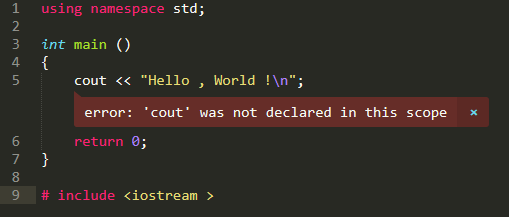 1 using namespace std;
2
3 int main ()
4 {
5 cout << "Hello , World !\n";
error: 'cout' was not declared in this scope ×
6 return 0;
7 }
8
9 # include <iostream >